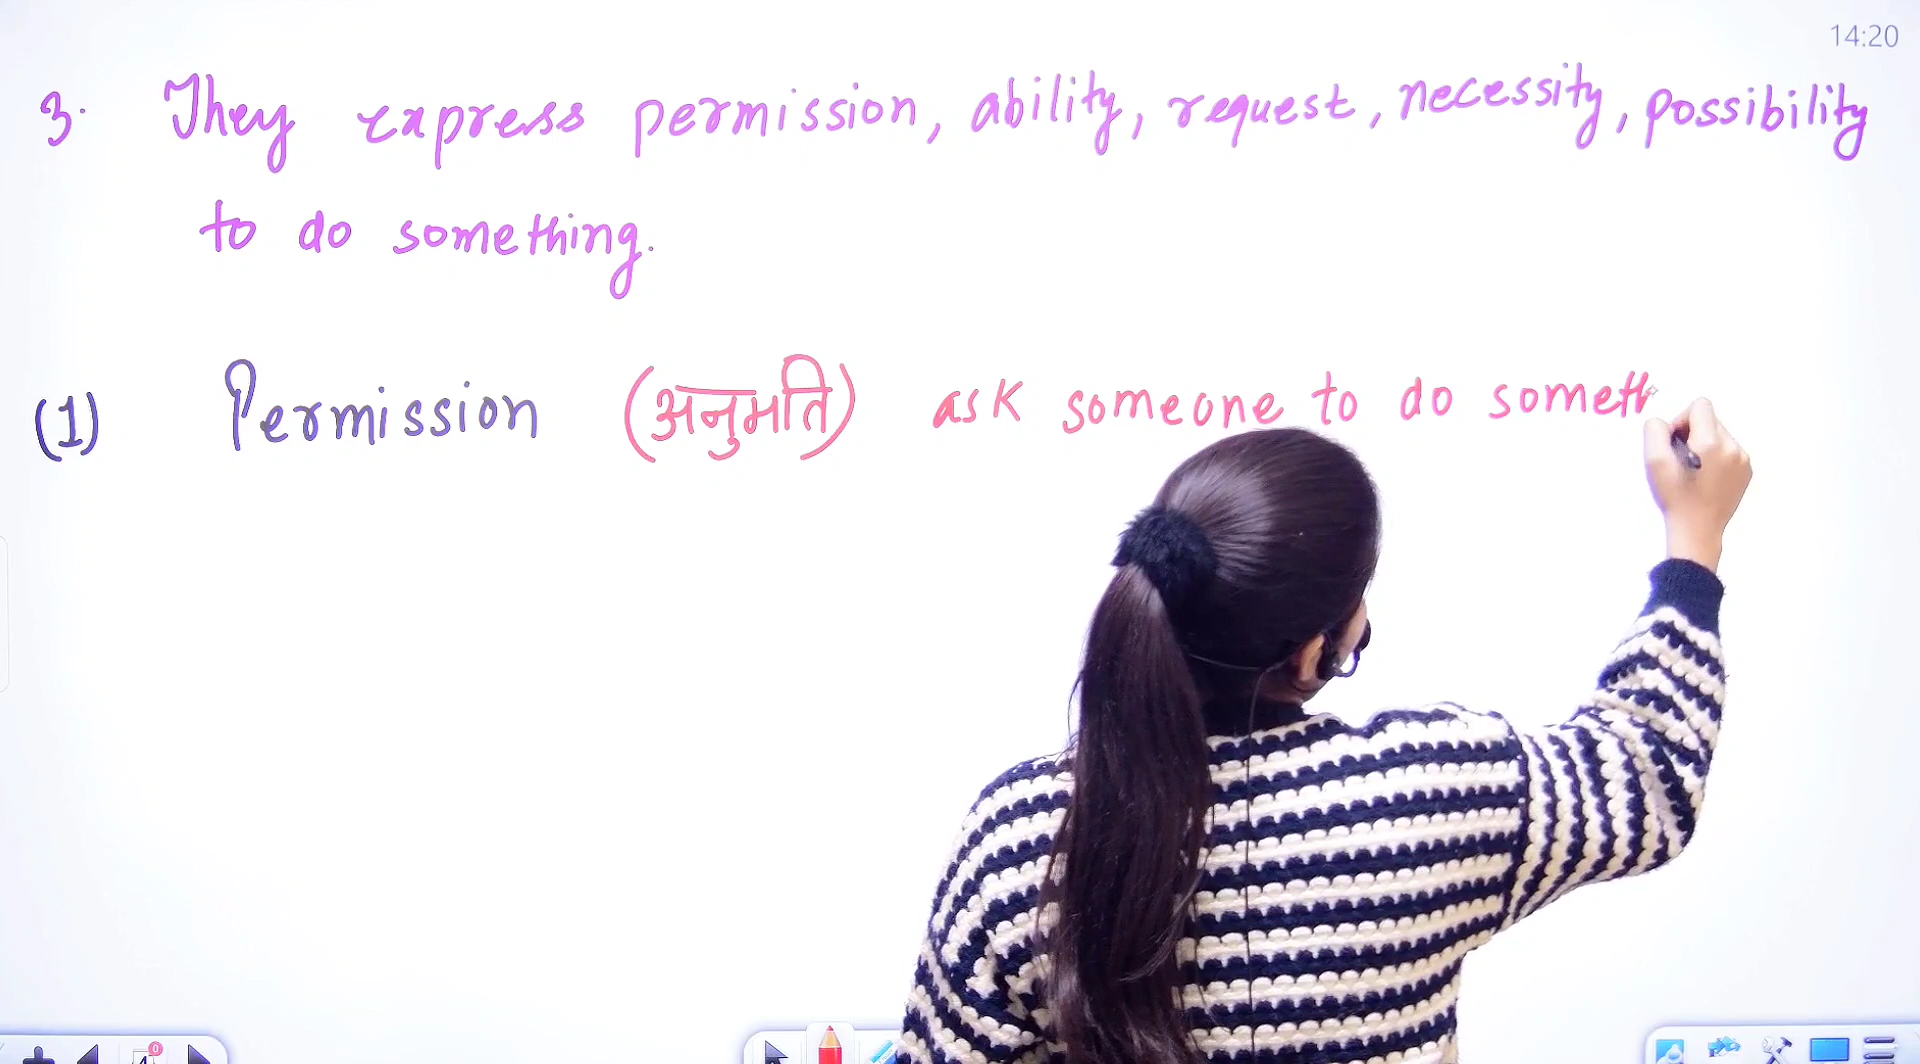 14:20
3. They express permission, ability, request, necessity, possibility
to do something.
(1) Permission (अनुमति) ask someone to do someth